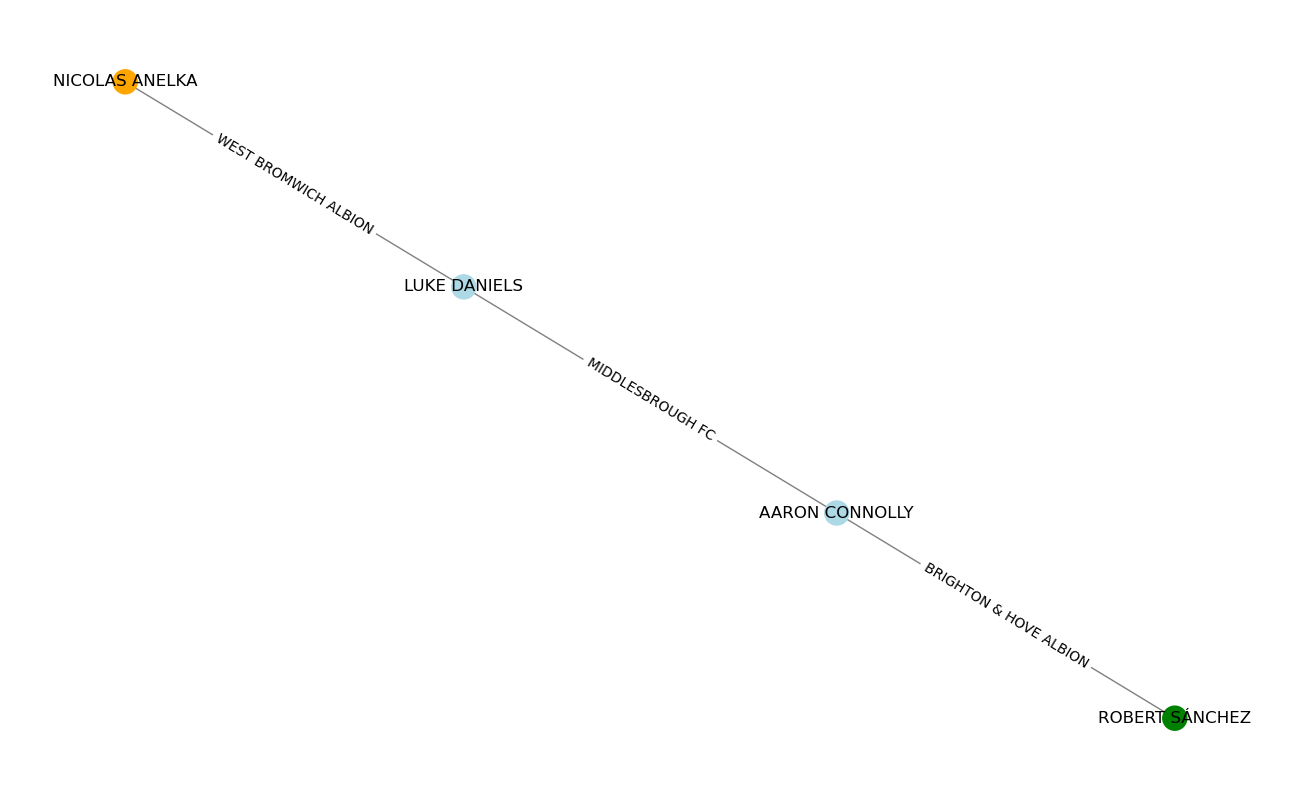 NICOLAS ANELKA
WEST BROMWICH ALBION
LUKE DANIELS
MIDDLESBROUGH FC
AARON CONNOLLY
BRIGHTON & HOVE ALBION
ROBERT SÁNCHEZ